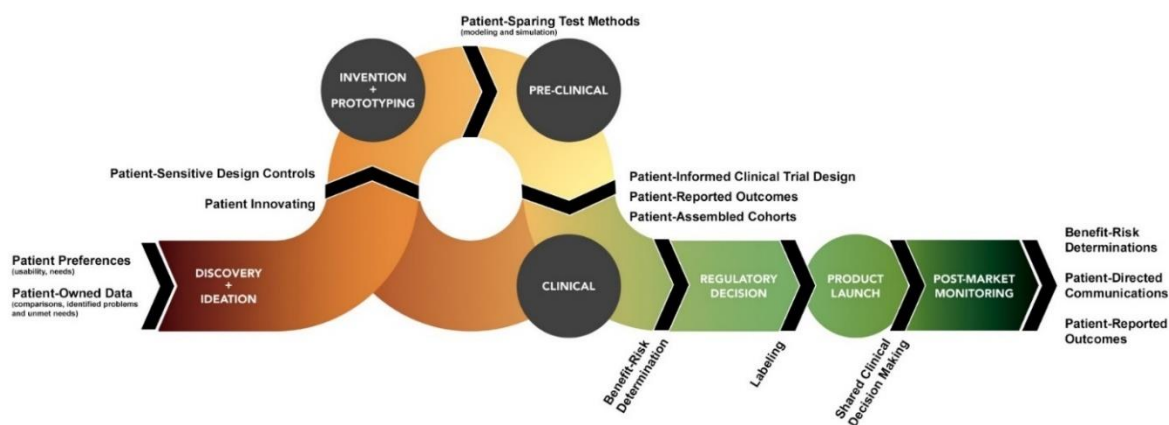 Patient-Sparing Test Methods
(modeling and simulation)
INVENTION
+
PROTOTYPING
PRE-CLINICAL
Patient-Sensitive Design Controls
Patient Innovating
Patient-Informed Clinical Trial Design
Patient-Reported Outcomes
Patient-Assembled Cohorts
Patient Preferences
(usability, needs)
Patient-Owned Data
(comparisons, identified problems
and unmet needs)
DISCOVERY
+
IDEATION
CLINICAL
REGULATORY
DECISION
PRODUCT
LAUNCH
POST-MARKET
MONITORING
Benefit-Risk
Determinations
Patient-Directed
Communications
Patient-Reported
Outcomes
Benefit-Risk
Determination
Labeling
Shared Clinical
Decision Making